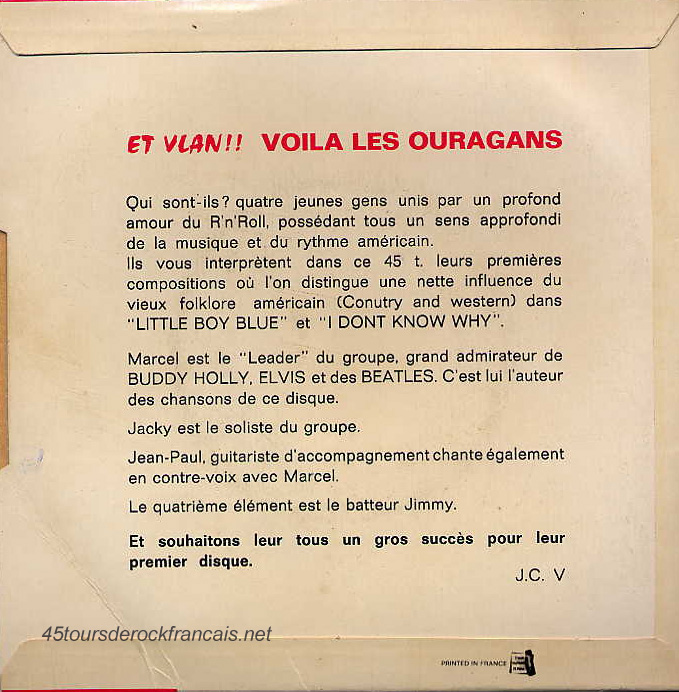 ET VLAN!! VOILA LES OURAGANS
Qui sont-ils? quatre jeunes gens unis par un profond
amour du R'n'Roll, possédant tous un sens approfondi
de la musique et du rythme américain.
Ils vous interprètent dans ce 45 t. leurs premières
compositions où l'on distingue une nette influence du
vieux folklore américain (Conutry and western) dans
"LITTLE BOY BLUE" et "I DONT KNOW WHY".
Marcel est le "Leader" du groupe, grand admirateur de
BUDDY HOLLY, ELVIS et des BEATLES. C'est lui l'auteur
des chansons de ce disque.
Jacky est le soliste du groupe.
Jean-Paul, guitariste d'accompagnement chante également
en contre-voix avec Marcel.
Le quatrième élément est le batteur Jimmy.
Et souhaitons leur tous un gros succès pour leur
premier disque.
J.C. V
45toursderockfrancais.net
PRINTED IN FRANCE